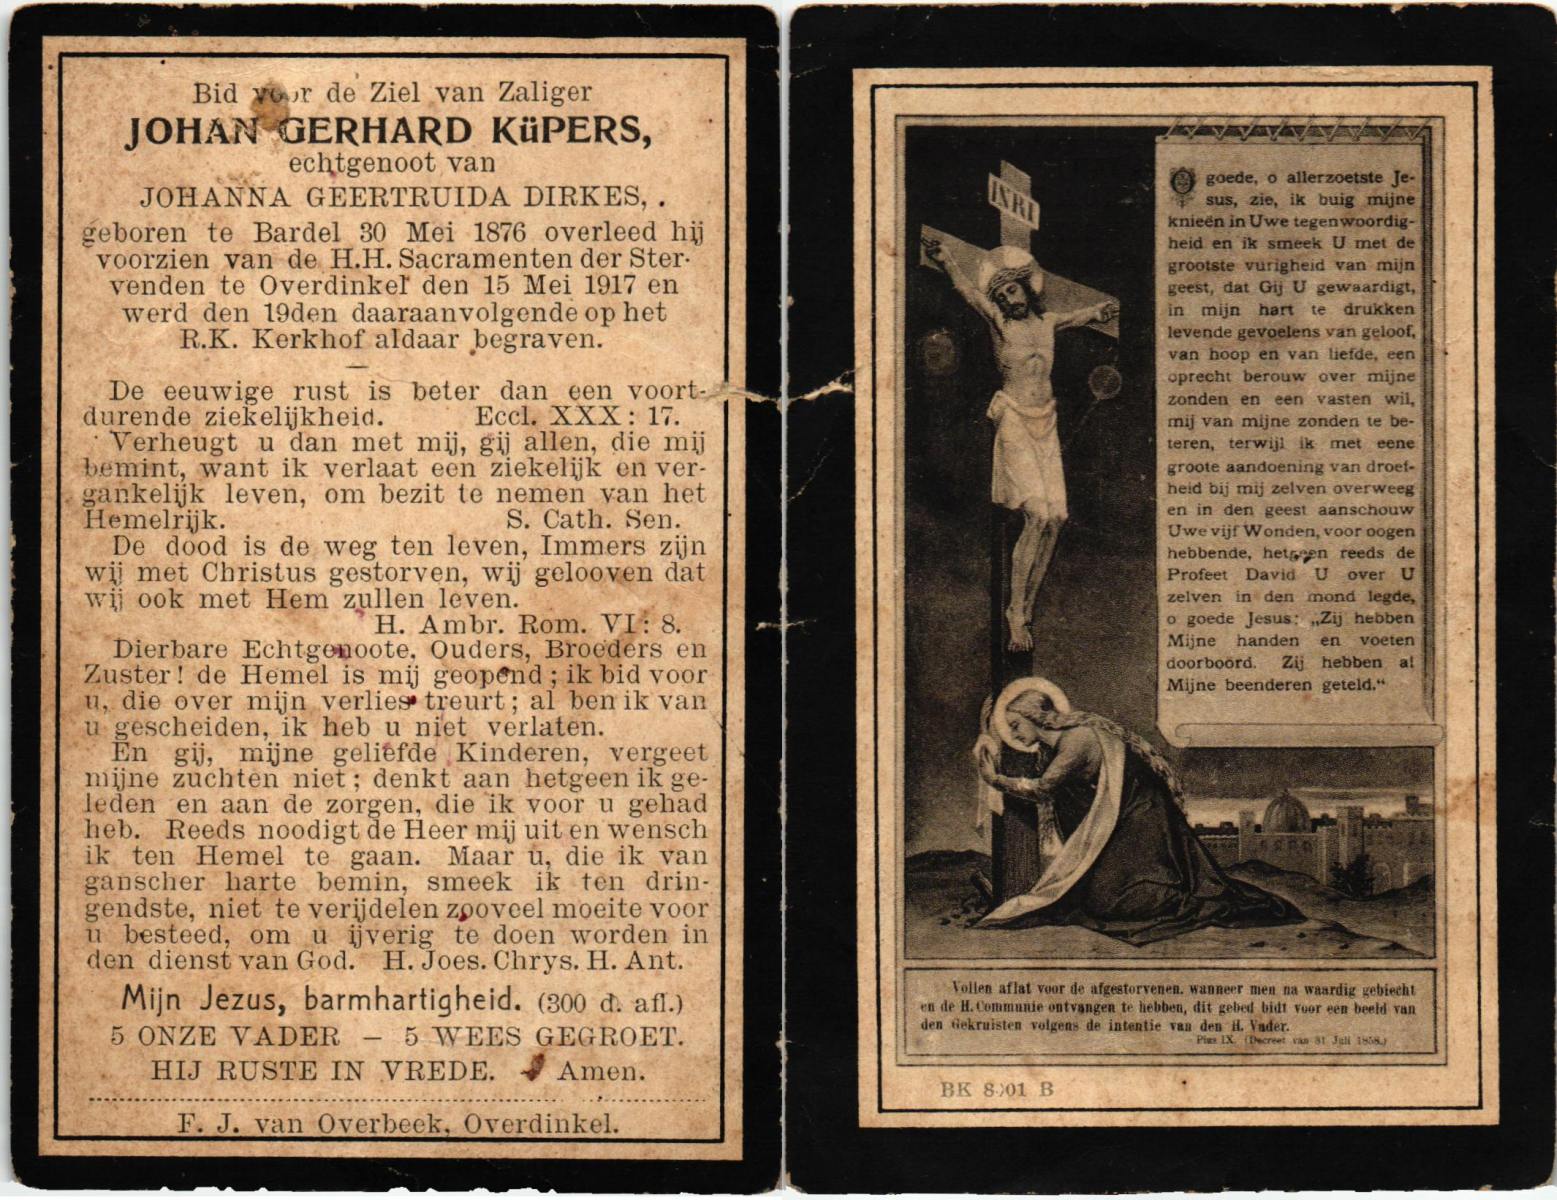 Bid voor de Ziel van Zaliger
JOHAN GERHARD KüPERS,
echtgenoot van
JOHANNA GEERTRUIDA DIRKES,
geboren te Bardel 30 Mei 1876 overleed hij
voorzien van de H.H. Sacramenten der Ster-
venden te Overdinkel den 15 Mei 1917 en
werd den 19den daaraanvolgende op het
R.K. Kerkhof aldaar begraven.
De eeuwige rust is beter dan een voort-
durende ziekelijkheid. Eccl. XXX: 17.
Verheugt u dan met mij, gij allen, die mij
bemint, want ik verlaat een ziekelijk en ver-
gankelijk leven, om bezit te nemen van het
Hemelrijk. S. Cath. Sen.
De dood is de weg ten leven, Immers zijn
wij met Christus gestorven, wij gelooven dat
wij ook met Hem zullen leven.
H. Ambr. Rom. VI: 8.
Dierbare Echtgenoote, Ouders, Broeders en
Zuster! de Hemel is mij geopend; ik bid voor
u, die over mijn verlies treurt; al ben ik van
u gescheiden, ik heb u niet verlaten.
En gij, mijne geliefde Kinderen, vergeet
mijne zuchten niet; denkt aan hetgeen ik ge-
leden en aan de zorgen, die ik voor u gehad
heb. Reeds noodigt de Heer mij uit en wensch
ik ten Hemel te gaan. Maar u, die ik van
ganscher harte bemin, smeek ik ten drin-
gendste, niet te verijdelen zooveel moeite voor
u besteed, om u ijverig te doen worden in
den dienst van God. H. Joes. Chrys. H. Ant.
Mijn Jezus, barmhartigheid. (300 d. afl.)
5 ONZE VADER — 5 WEES GEGROET.
HIJ RUSTE IN VREDE. Amen.
F. J. van Overbeek, Overdinkel.
INRI
O goede, o allerzoetste Je-
sus, zie, ik buig mijne
knieën in Uwe tegenwoordig-
heid en ik smeek U met de
grootste vurigheid van mijn
geest, dat Gij U gewaardigt,
in mijn hart te drukken
levende gevoelens van geloof,
van hoop en van liefde, een
oprecht berouw over mijne
zonden en een vasten wil,
mij van mijne zonden te be-
teren, terwijl ik met eene
groote aandoening van droef-
heid bij mij zelven overweeg
en in den geest aanschouw
Uwe vijf Wonden, voor oogen
hebbende, hetgeen reeds de
Profeet David U over U
zelven in den mond legde,
o goede Jesus: „Zij hebben
Mijne handen en voeten
doorboord. Zij hebben al
Mijne beenderen geteld.“
Vollen aflat voor de afgestorvenen, wanneer men na waardig gebiecht
en de H. Communie ontvangen te hebben, dit gebed bidt voor een beeld van
den Gekruisten volgens de intentie van den H. Vader.
Pius IX. (Decreet van 31 Juli 1858.)
BK B